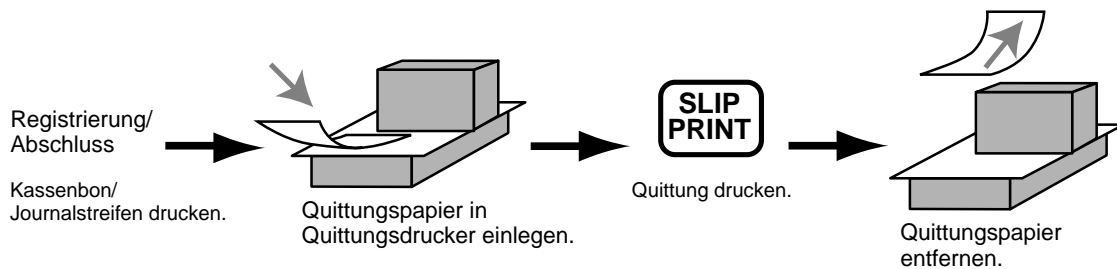 Registrierung/
Abschluss
Kassenbon/
Journalstreifen drucken.
Quittungspapier in
Quittungsdrucker einlegen.
SLIP
PRINT
Quittung drucken.
Quittungspapier
entfernen.